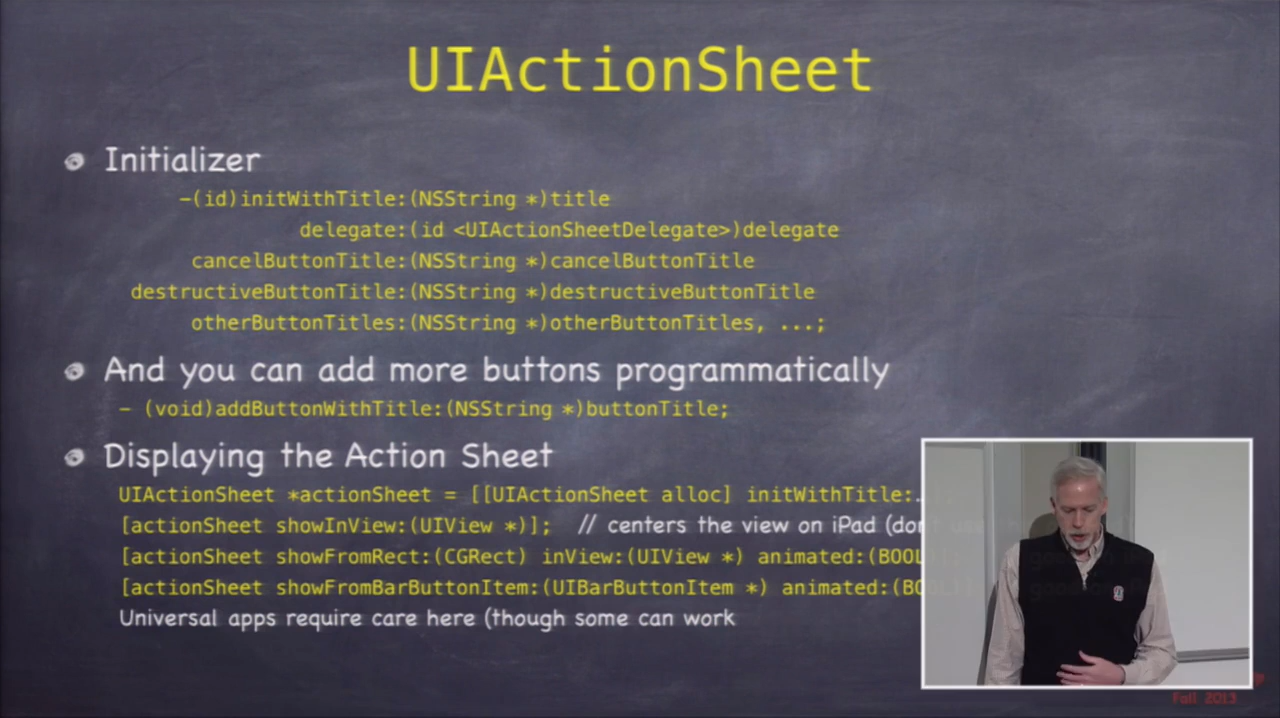 UIActionSheet
Initializer
-(id)initWithTitle:(NSString *)title
delegate:(id <UIActionSheetDelegate>)delegate
cancelButtonTitle:(NSString *)cancelButtonTitle
destructiveButtonTitle:(NSString *)destructiveButtonTitle
otherButtonTitles:(NSString *)otherButtonTitles, ...;
And you can add more buttons programmatically
- (void)addButtonWithTitle:(NSString *)buttonTitle;
Displaying the Action Sheet
UIActionSheet *actionSheet = [[UIActionSheet alloc] initWithTitle:.
[actionSheet showInView:(UIView *)]; // centers the view on iPad (don
[actionSheet showFromRect:(CGRect) inView:(UIView *) animated:(BOOL
[actionSheet showFromBarButtonItem:(UIBarButtonItem *) animated:(BO
Universal apps require care here (though some can work
Fall 2013